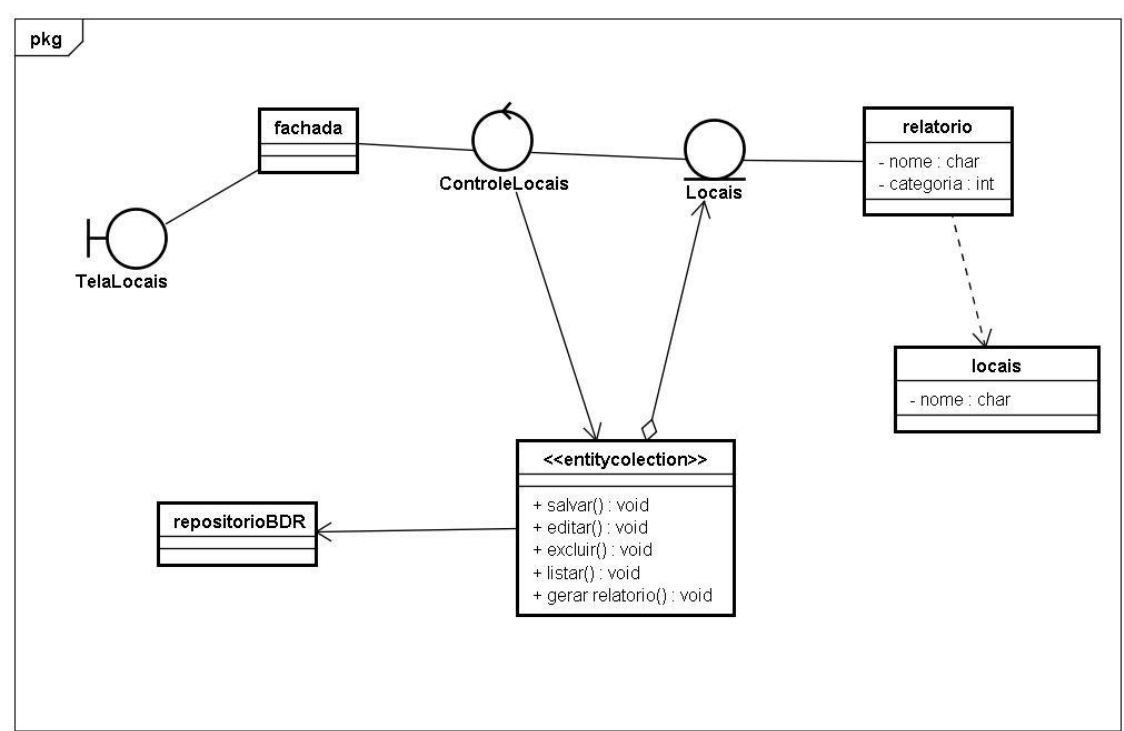 pkg
fachada
ControleLocais
Locais
relatorio
- nome : char
- categoria : int
TelaLocais
locais
- nome : char
<<entitycolection>>
+ salvar() : void
+ editar() : void
+ excluir() : void
+ listar() : void
+ gerar relatorio() : void
repositorioBDR